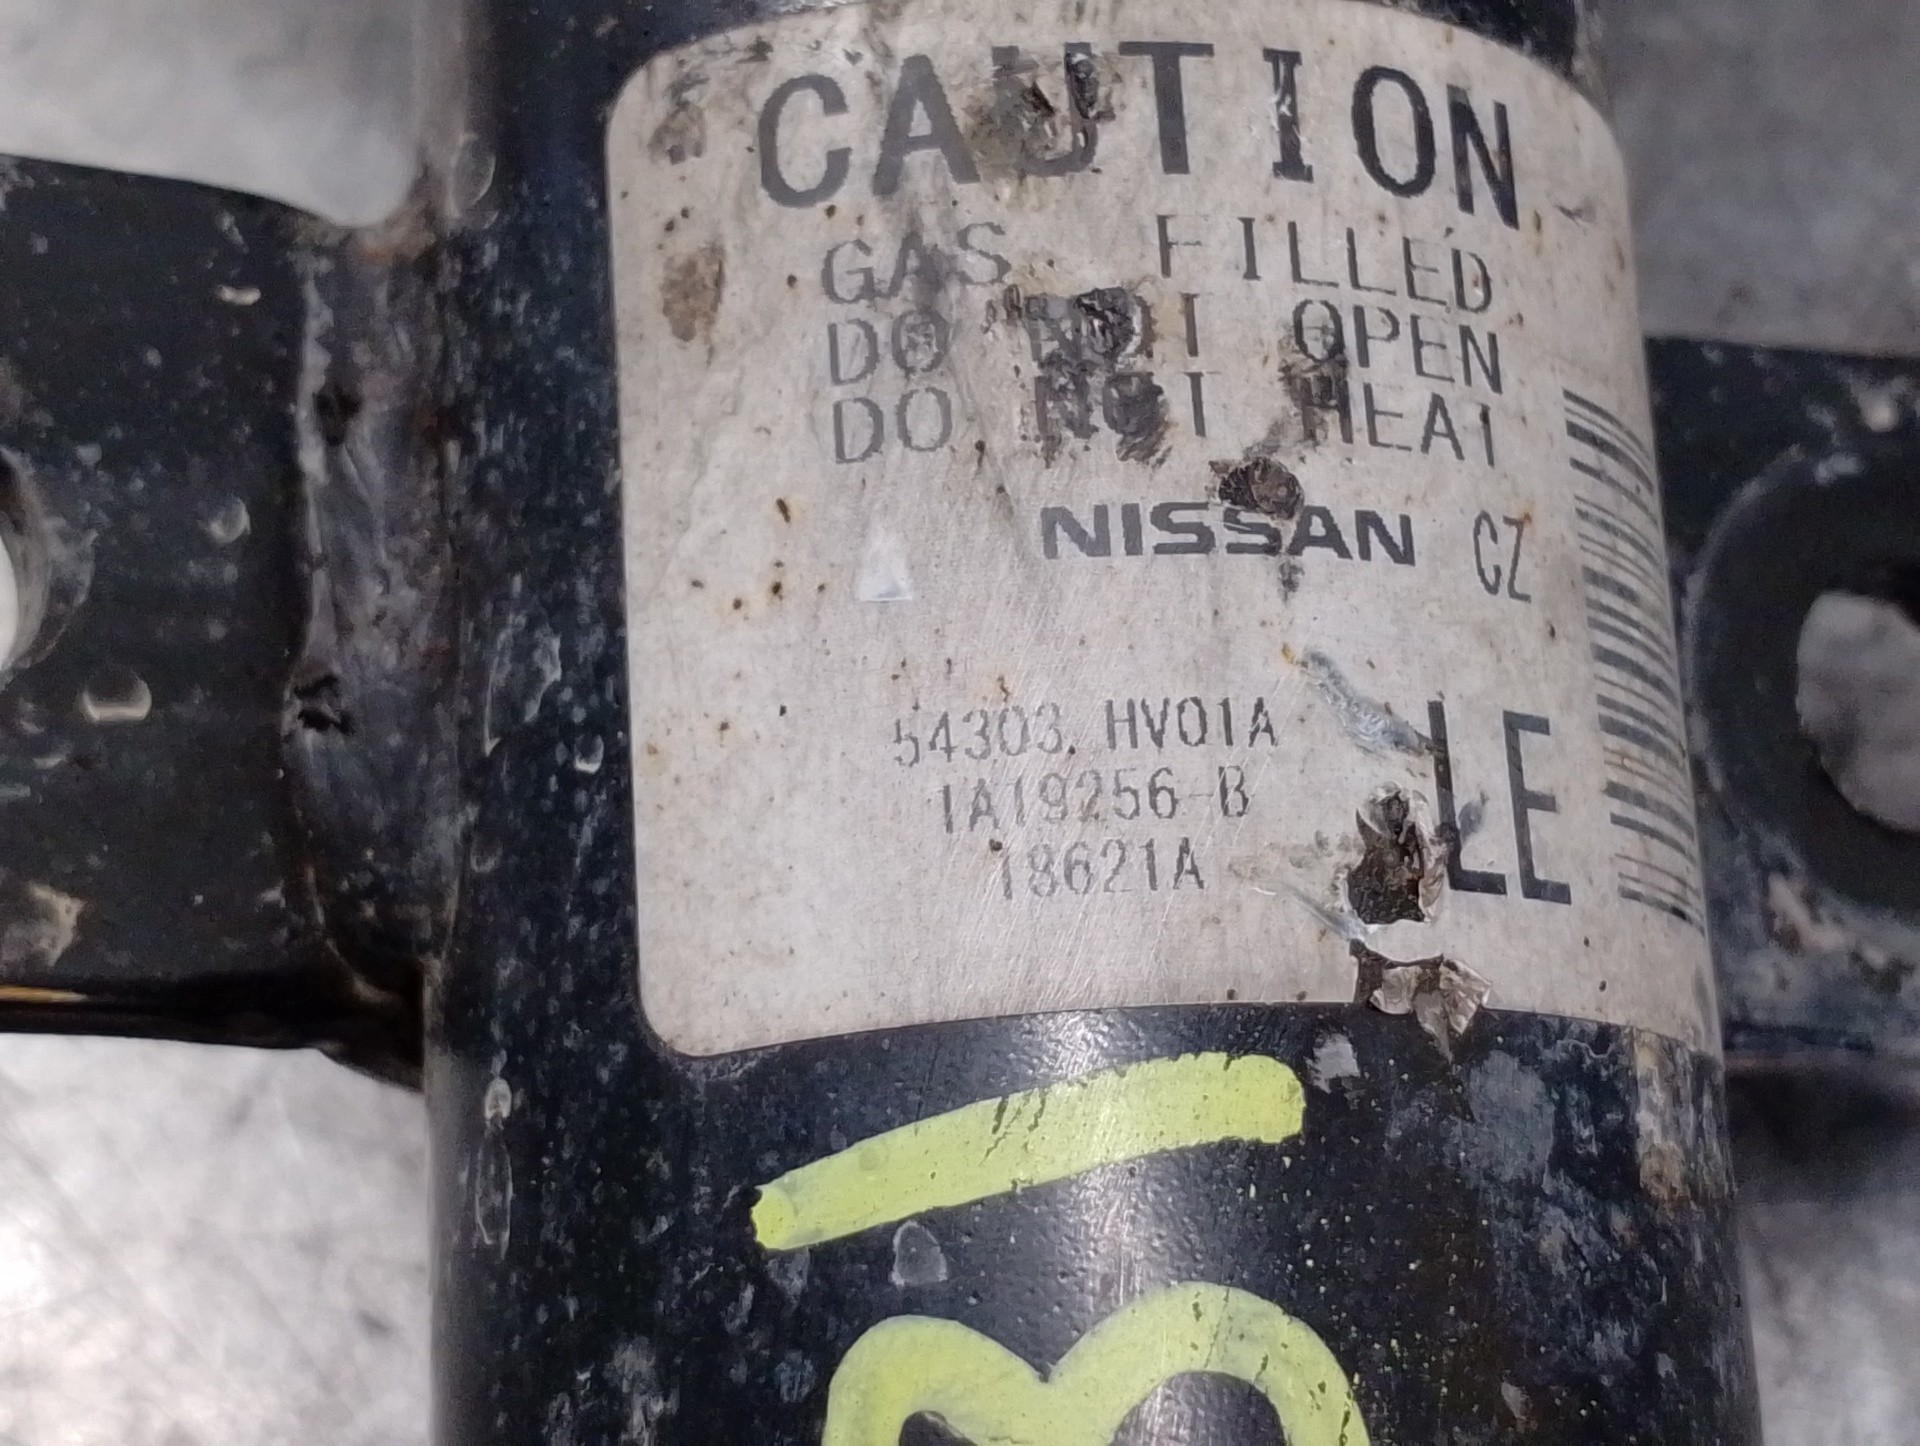 CAUTION
GAS FILLED
DO NOT OPEN
DO NOT HEAT
NISSAN CZ
54303. HV01A
1A19256-B
18621A
LE